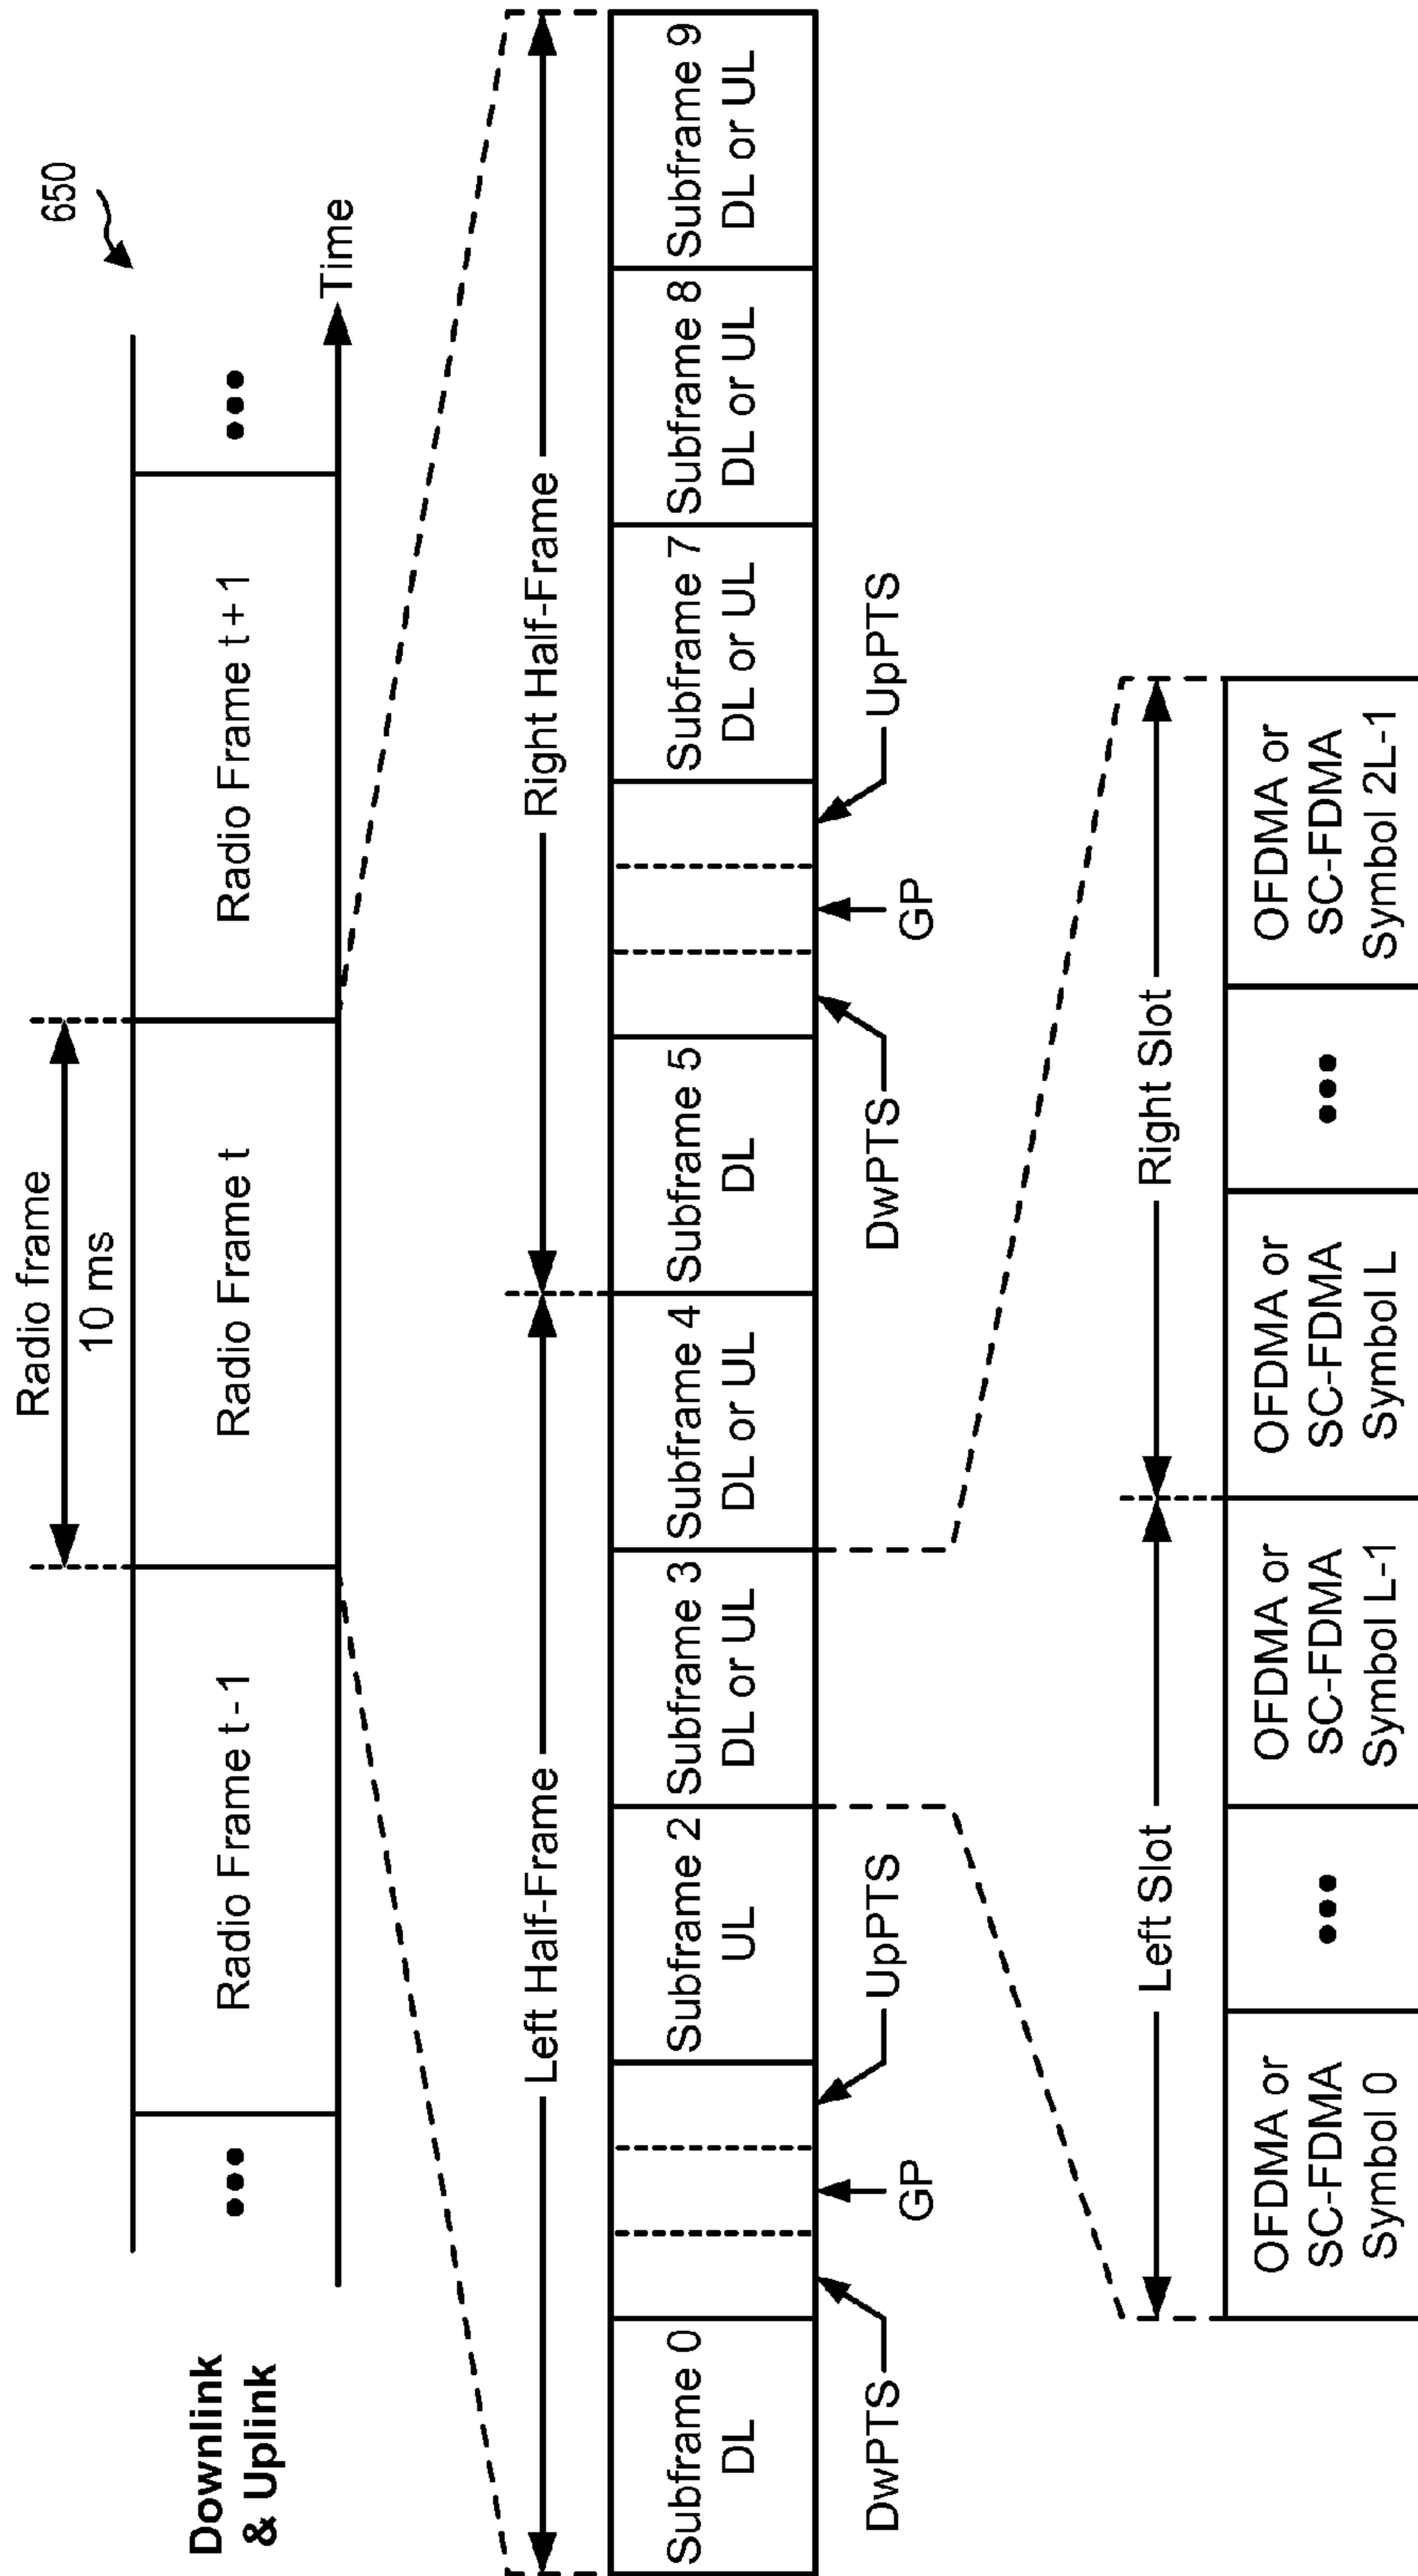 650
Radio frame
10 ms
Downlink
& Uplink
•••
Radio Frame t-1
Radio Frame t
Radio Frame t+1
•••
Time
Left Half-Frame
Right Half-Frame
Subframe 0
DL
Subframe 2
UL
Subframe 3
DL or UL
Subframe 4
DL or UL
Subframe 5
DL
Subframe 7
DL or UL
Subframe 8
DL or UL
Subframe 9
DL or UL
DwPTS
GP
UpPTS
DwPTS
GP
UpPTS
Left Slot
Right Slot
OFDMA or
SC-FDMA
Symbol 0
•••
OFDMA or
SC-FDMA
Symbol L-1
OFDMA or
SC-FDMA
Symbol L
•••
OFDMA or
SC-FDMA
Symbol 2L-1